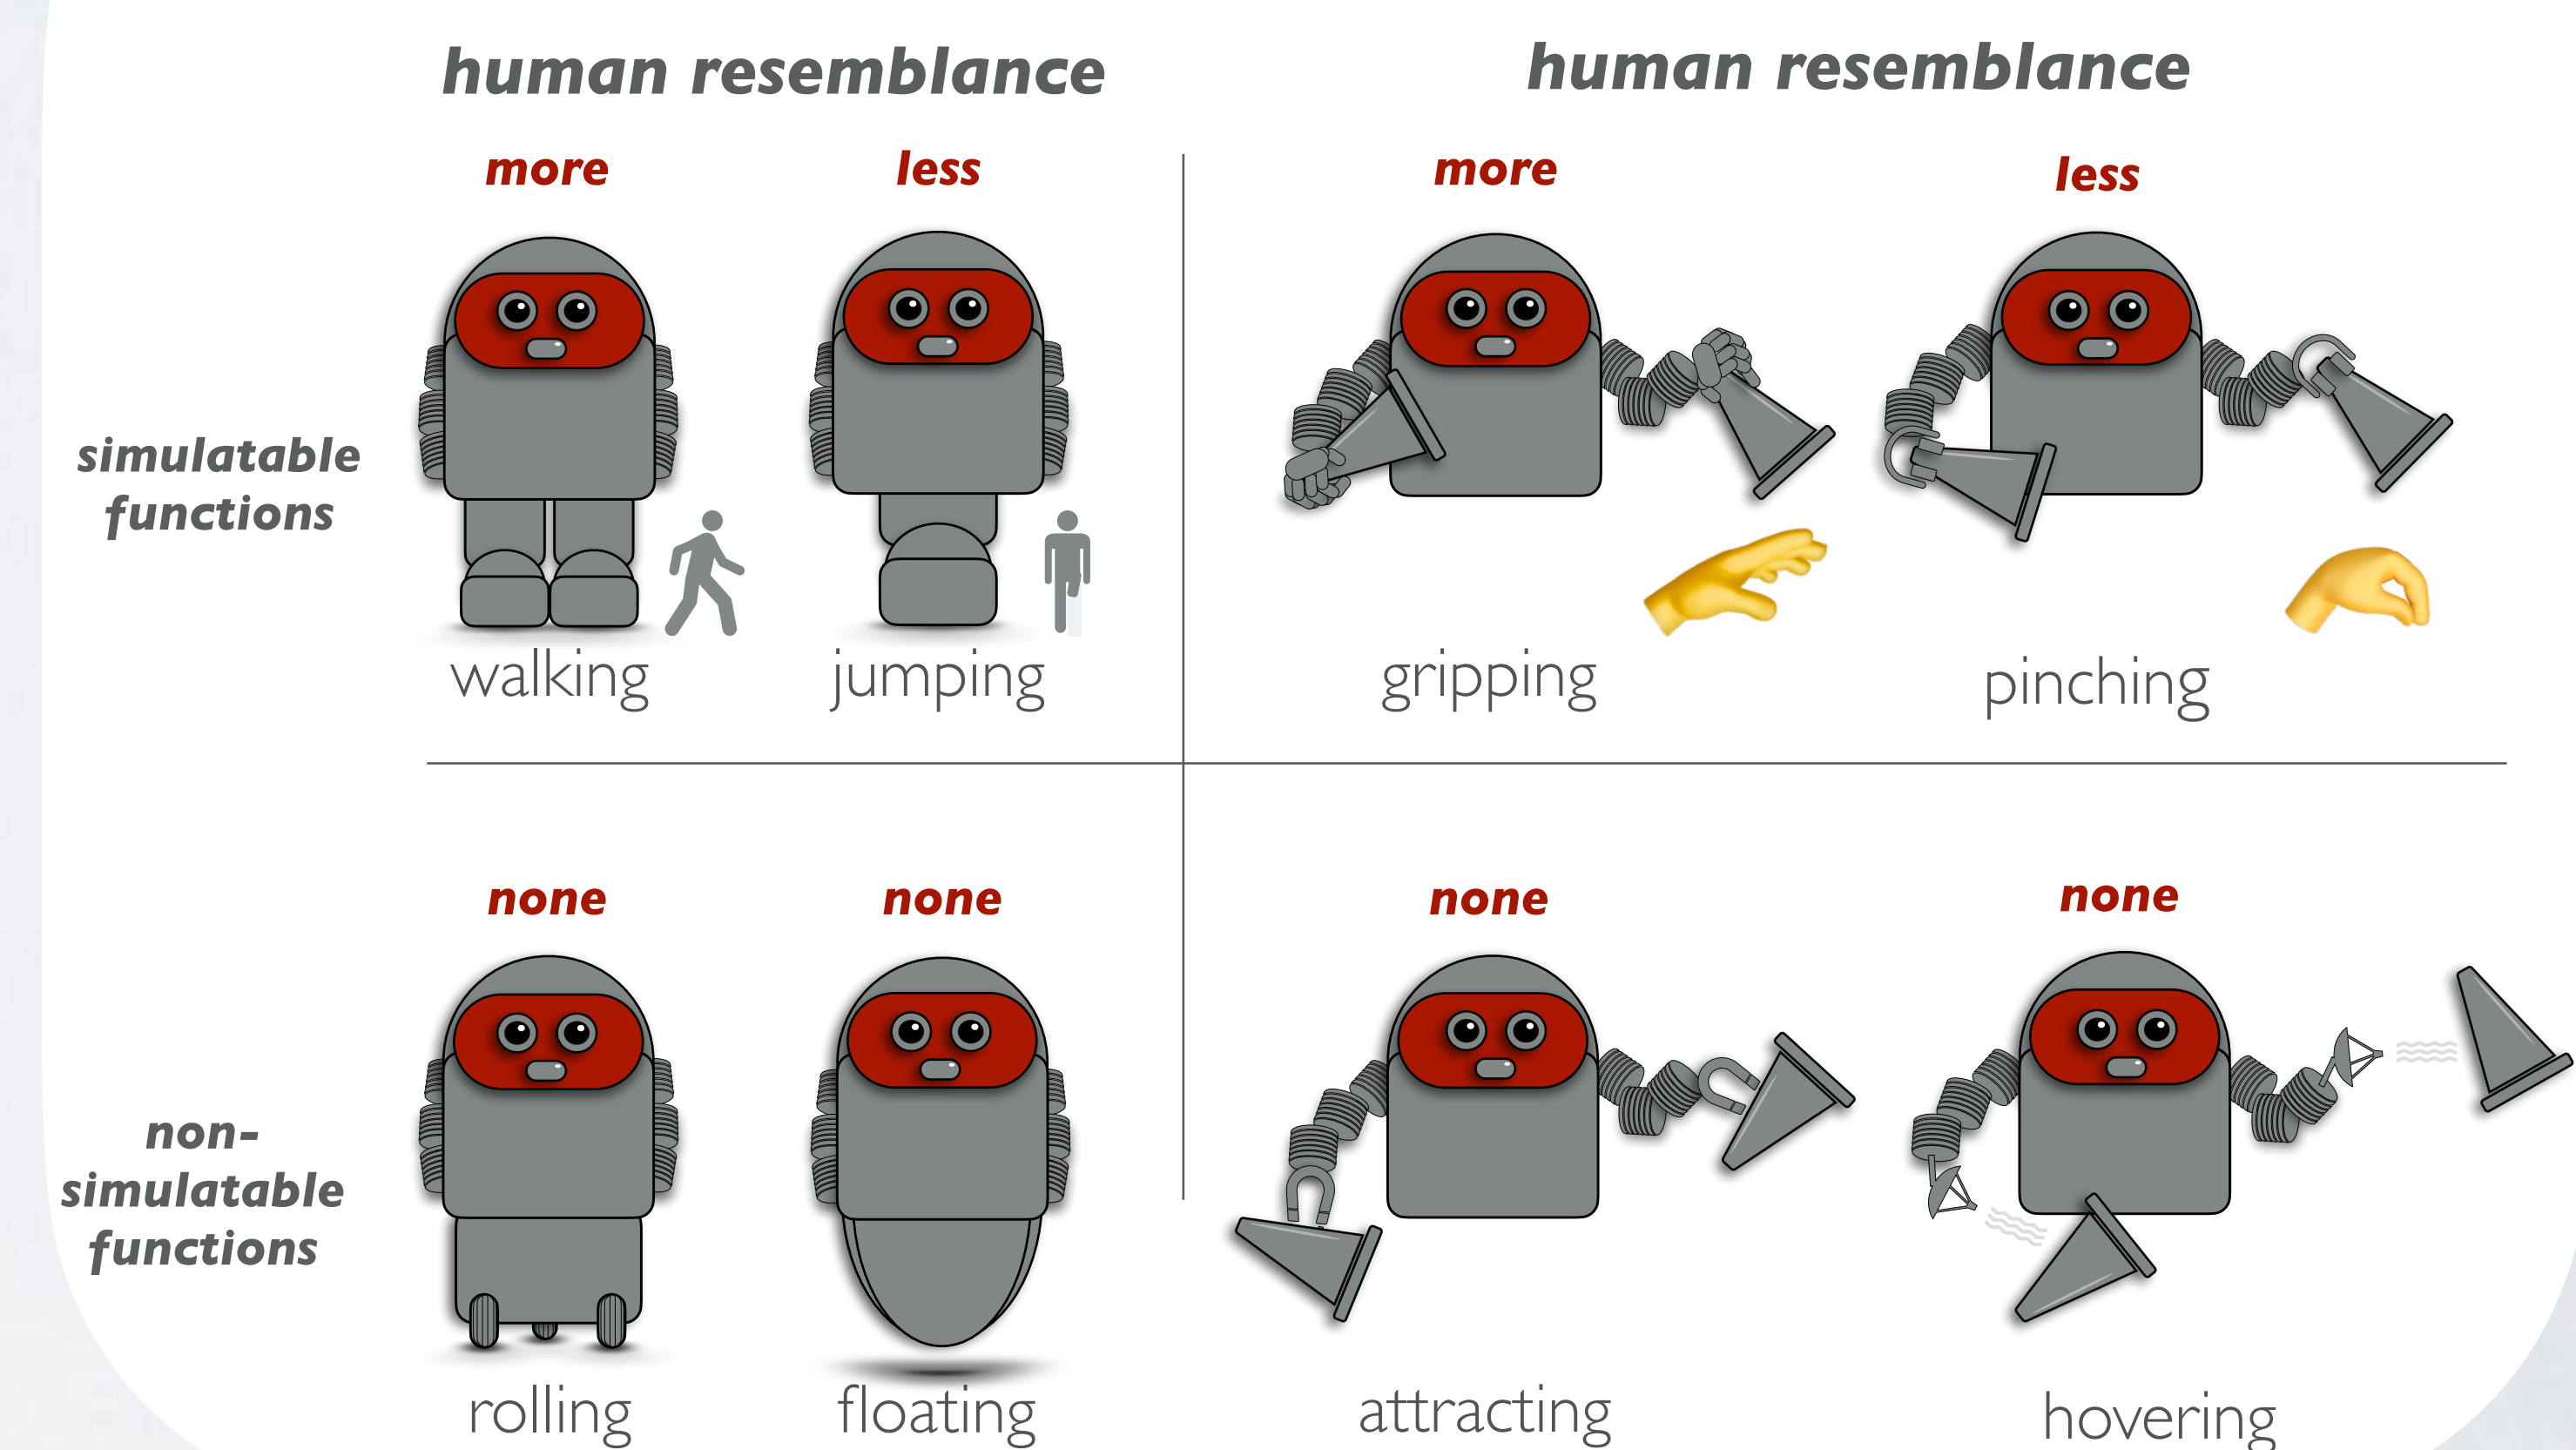 human resemblance
human resemblance
more
less
more
less
simulatable
functions
walking
jumping
gripping
pinching
none
none
none
none
non-
simulatable
functions
rolling
floating
attracting
hovering